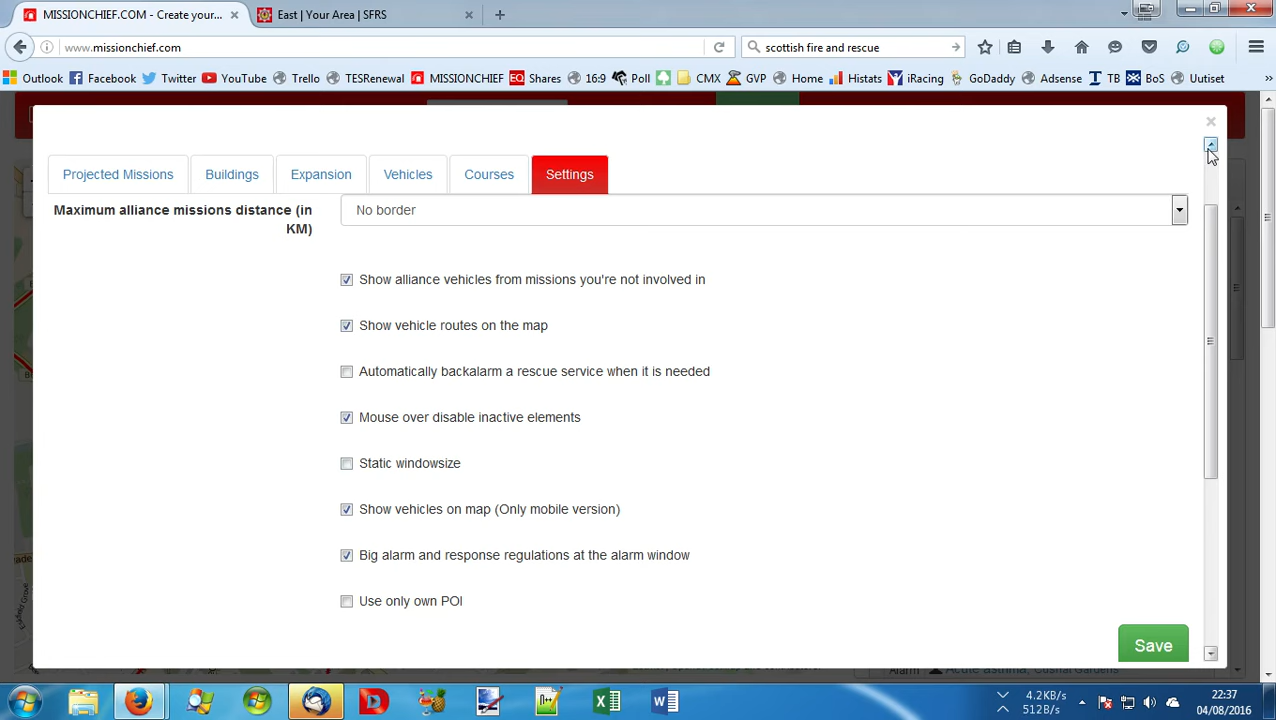 MISSIONCHIEF.COM - Create your...
East | Your Area | SFRS
www.missionchief.com
scottish fire and rescue
Outlook Facebook Twitter YouTube Trello TESRenewal MISSIONCHIEF EQ Shares 16:9 Poll CMX GVP Home Histats iRacing GoDaddy Adsense TB BoS Uutiset »
Projected Missions Buildings Expansion Vehicles Courses Settings
Maximum alliance missions distance (in KM)
No border
Show alliance vehicles from missions you're not involved in
Show vehicle routes on the map
Automatically backalarm a rescue service when it is needed
Mouse over disable inactive elements
Static windowsize
Show vehicles on map (Only mobile version)
Big alarm and response regulations at the alarm window
Use only own POI
Save
4.2KB/s
512B/s
22:37
04/08/2016